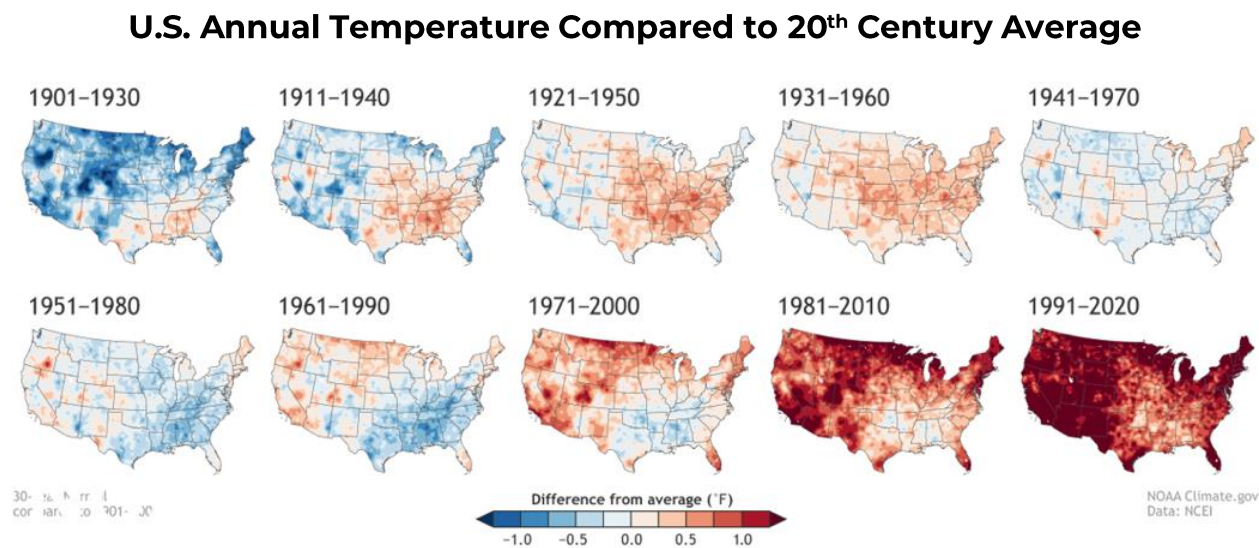 U.S. Annual Temperature Compared to 20th Century Average
1901–1930
1911–1940
1921–1950
1931–1960
1941–1970
1951–1980
1961–1990
1971–2000
1981–2010
1991–2020
30-
Difference from average (°F)
-1.0 -0.5 0.0 0.5 1.0
NOAA Climate.gov
Data: NCEI